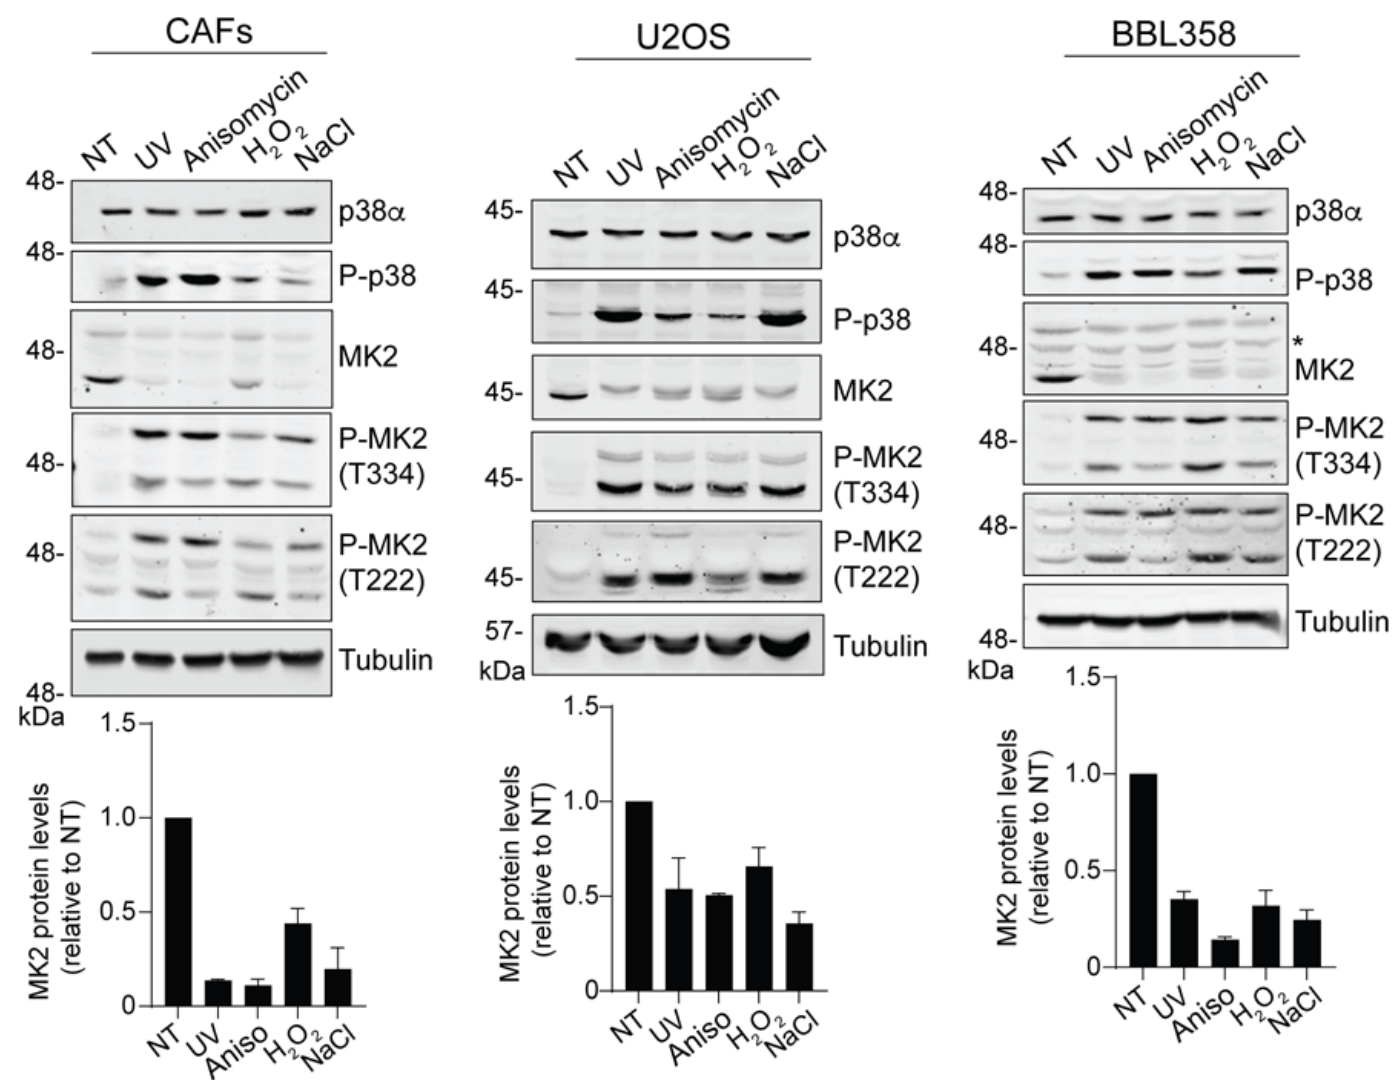 CAFs
NT UV Anisomycin H2O2 NaCl
48-
p38α
48-
P-p38
48-
MK2
48-
P-MK2
(T334)
48-
P-MK2
(T222)
Tubulin
48-
kDa
1.5
1.0
0.5
0
MK2 protein levels
(relative to NT)
NT UV Aniso H2O2 NaCl
U2OS
NT UV Anisomycin H2O2 NaCl
45-
p38α
45-
P-p38
45-
MK2
45-
P-MK2
(T334)
45-
P-MK2
(T222)
57-
Tubulin
kDa
1.5
1.0
0.5
0
MK2 protein levels
(relative to NT)
NT UV Aniso H2O2 NaCl
BBL358
NT UV Anisomycin H2O2 NaCl
48-
p38α
48-
P-p38
48-
*
MK2
48-
P-MK2
(T334)
48-
P-MK2
(T222)
Tubulin
48-
kDa
1.5
1.0
0.5
0
MK2 protein levels
(relative to NT)
NT UV Aniso H2O2 NaCl